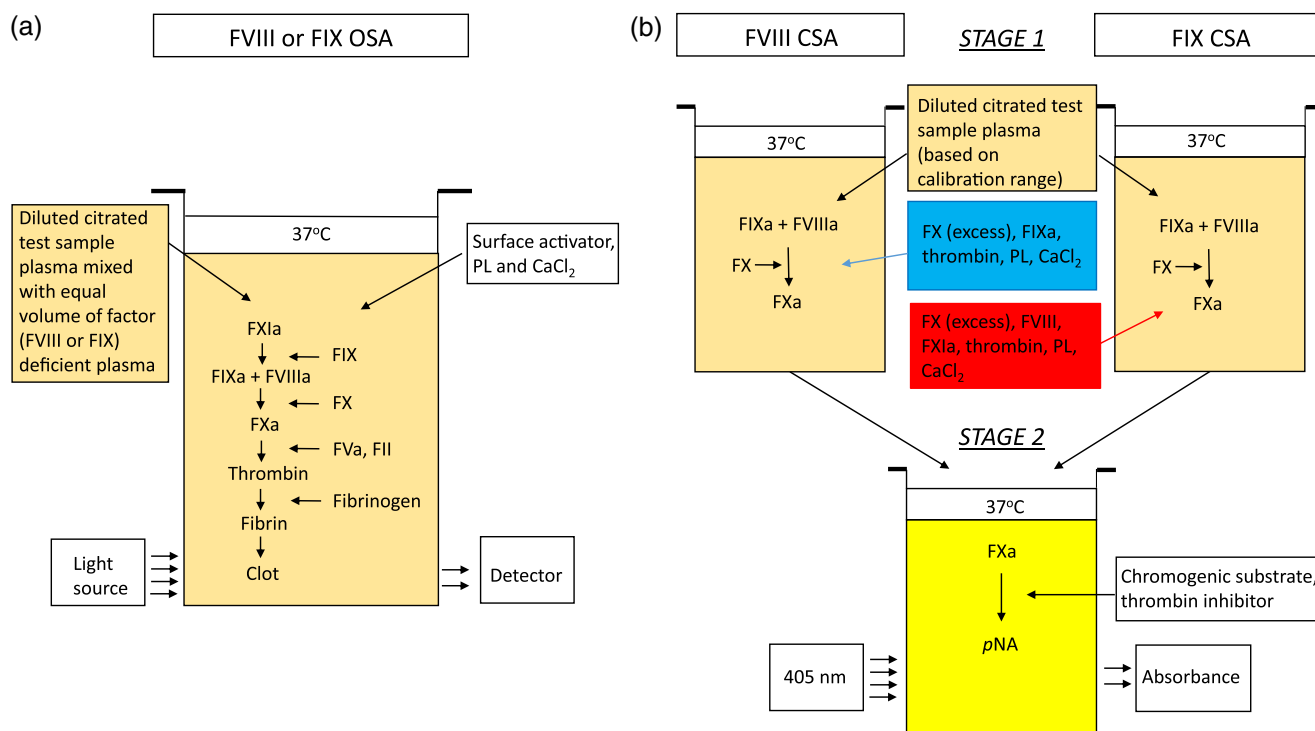 (a)
FVIII or FIX OSA
Diluted citrated
test sample
plasma mixed
with equal
volume of factor
(FVIII or FIX)
deficient plasma
37°C
Surface activator,
PL and CaCl₂
FXIa
FIX
FIXa + FVIIIa
FX
FXa
FVa, FII
Thrombin
Fibrinogen
Fibrin
Clot
Light
source
Detector
(b)
FVIII CSA
STAGE 1
FIX CSA
37°C
Diluted citrated test
sample plasma
(based on
calibration range)
37°C
FIXa + FVIIIa
FX
FXa
FX (excess), FIXa,
thrombin, PL, CaCl₂
FX (excess), FVIII,
FXIa, thrombin, PL,
CaCl₂
FIXa + FVIIIa
FX
FXa
STAGE 2
37°C
FXa
Chromogenic substrate,
thrombin inhibitor
pNA
405 nm
Absorbance